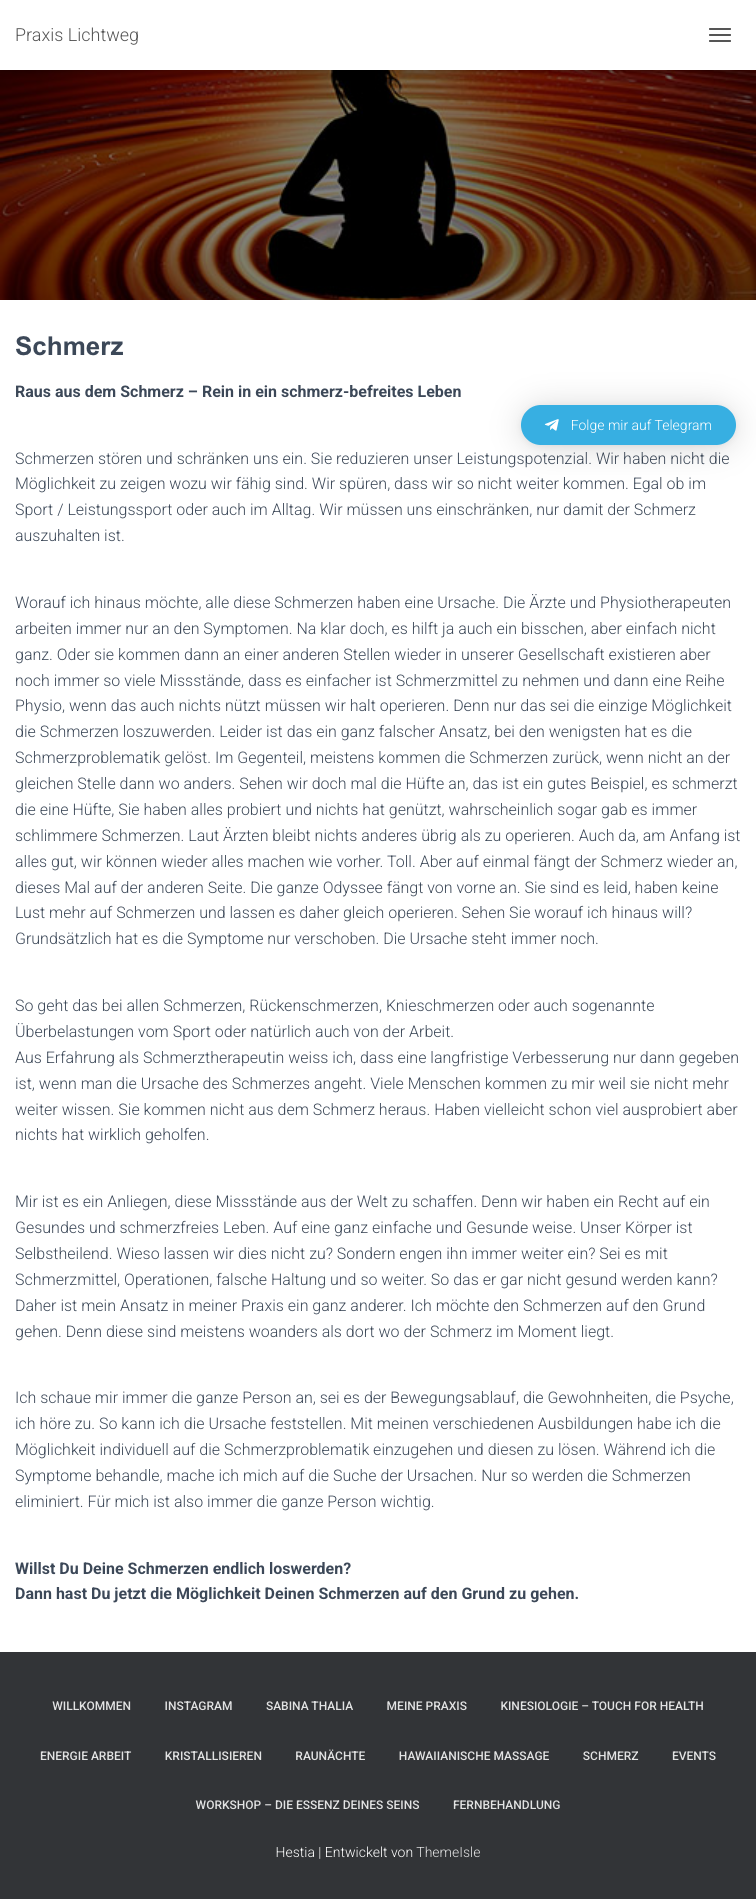 Praxis Lichtweg
Schmerz
Raus aus dem Schmerz – Rein in ein schmerz-befreites Leben
Folge mir auf Telegram
Schmerzen stören und schränken uns ein. Sie reduzieren unser Leistungspotenzial. Wir haben nicht die
Möglichkeit zu zeigen wozu wir fähig sind. Wir spüren, dass wir so nicht weiter kommen. Egal ob im
Sport / Leistungssport oder auch im Alltag. Wir müssen uns einschränken, nur damit der Schmerz
auszuhalten ist.
Worauf ich hinaus möchte, alle diese Schmerzen haben eine Ursache. Die Ärzte und Physiotherapeuten
arbeiten immer nur an den Symptomen. Na klar doch, es hilft ja auch ein bisschen, aber einfach nicht
ganz. Oder sie kommen dann an einer anderen Stellen wieder in unserer Gesellschaft existieren aber
noch immer so viele Missstände, dass es einfacher ist Schmerzmittel zu nehmen und dann eine Reihe
Physio, wenn das auch nichts nützt müssen wir halt operieren. Denn nur das sei die einzige Möglichkeit
die Schmerzen loszuwerden. Leider ist das ein ganz falscher Ansatz, bei den wenigsten hat es die
Schmerzproblematik gelöst. Im Gegenteil, meistens kommen die Schmerzen zurück, wenn nicht an der
gleichen Stelle dann wo anders. Sehen wir doch mal die Hüfte an, das ist ein gutes Beispiel, es schmerzt
die eine Hüfte, Sie haben alles probiert und nichts hat genützt, wahrscheinlich sogar gab es immer
schlimmere Schmerzen. Laut Ärzten bleibt nichts anderes übrig als zu operieren. Auch da, am Anfang ist
alles gut, wir können wieder alles machen wie vorher. Toll. Aber auf einmal fängt der Schmerz wieder an,
dieses Mal auf der anderen Seite. Die ganze Odyssee fängt von vorne an. Sie sind es leid, haben keine
Lust mehr auf Schmerzen und lassen es daher gleich operieren. Sehen Sie worauf ich hinaus will?
Grundsätzlich hat es die Symptome nur verschoben. Die Ursache steht immer noch.
So geht das bei allen Schmerzen, Rückenschmerzen, Knieschmerzen oder auch sogenannte
Überbelastungen vom Sport oder natürlich auch von der Arbeit.
Aus Erfahrung als Schmerztherapeutin weiss ich, dass eine langfristige Verbesserung nur dann gegeben
ist, wenn man die Ursache des Schmerzes angeht. Viele Menschen kommen zu mir weil sie nicht mehr
weiter wissen. Sie kommen nicht aus dem Schmerz heraus. Haben vielleicht schon viel ausprobiert aber
nichts hat wirklich geholfen.
Mir ist es ein Anliegen, diese Missstände aus der Welt zu schaffen. Denn wir haben ein Recht auf ein
Gesundes und schmerzfreies Leben. Auf eine ganz einfache und Gesunde weise. Unser Körper ist
Selbstheilend. Wieso lassen wir dies nicht zu? Sondern engen ihn immer weiter ein? Sei es mit
Schmerzmittel, Operationen, falsche Haltung und so weiter. So das er gar nicht gesund werden kann?
Daher ist mein Ansatz in meiner Praxis ein ganz anderer. Ich möchte den Schmerzen auf den Grund
gehen. Denn diese sind meistens woanders als dort wo der Schmerz im Moment liegt.
Ich schaue mir immer die ganze Person an, sei es der Bewegungsablauf, die Gewohnheiten, die Psyche,
ich höre zu. So kann ich die Ursache feststellen. Mit meinen verschiedenen Ausbildungen habe ich die
Möglichkeit individuell auf die Schmerzproblematik einzugehen und diesen zu lösen. Während ich die
Symptome behandle, mache ich mich auf die Suche der Ursachen. Nur so werden die Schmerzen
eliminiert. Für mich ist also immer die ganze Person wichtig.
Willst Du Deine Schmerzen endlich loswerden?
Dann hast Du jetzt die Möglichkeit Deinen Schmerzen auf den Grund zu gehen.
WILLKOMMEN INSTAGRAM SABINA THALIA MEINE PRAXIS KINESIOLOGIE – TOUCH FOR HEALTH
ENERGIE ARBEIT KRISTALLISIEREN RAUNÄCHTE HAWAIIANISCHE MASSAGE SCHMERZ EVENTS
WORKSHOP – DIE ESSENZ DEINES SEINS FERNBEHANDLUNG
Hestia | Entwickelt von ThemeIsle